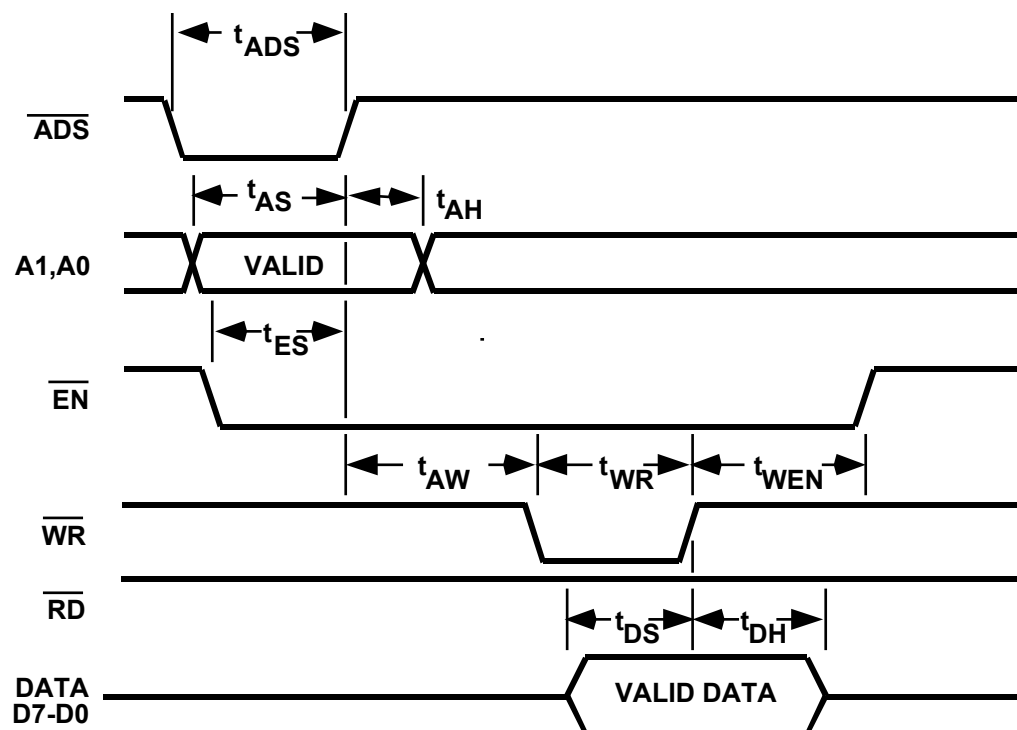 tADS
ADS
tAS
tAH
A1,A0
VALID
tES
EN
tAW
tWR
tWEN
WR
RD
tDS
tDH
DATA
D7-D0
VALID DATA